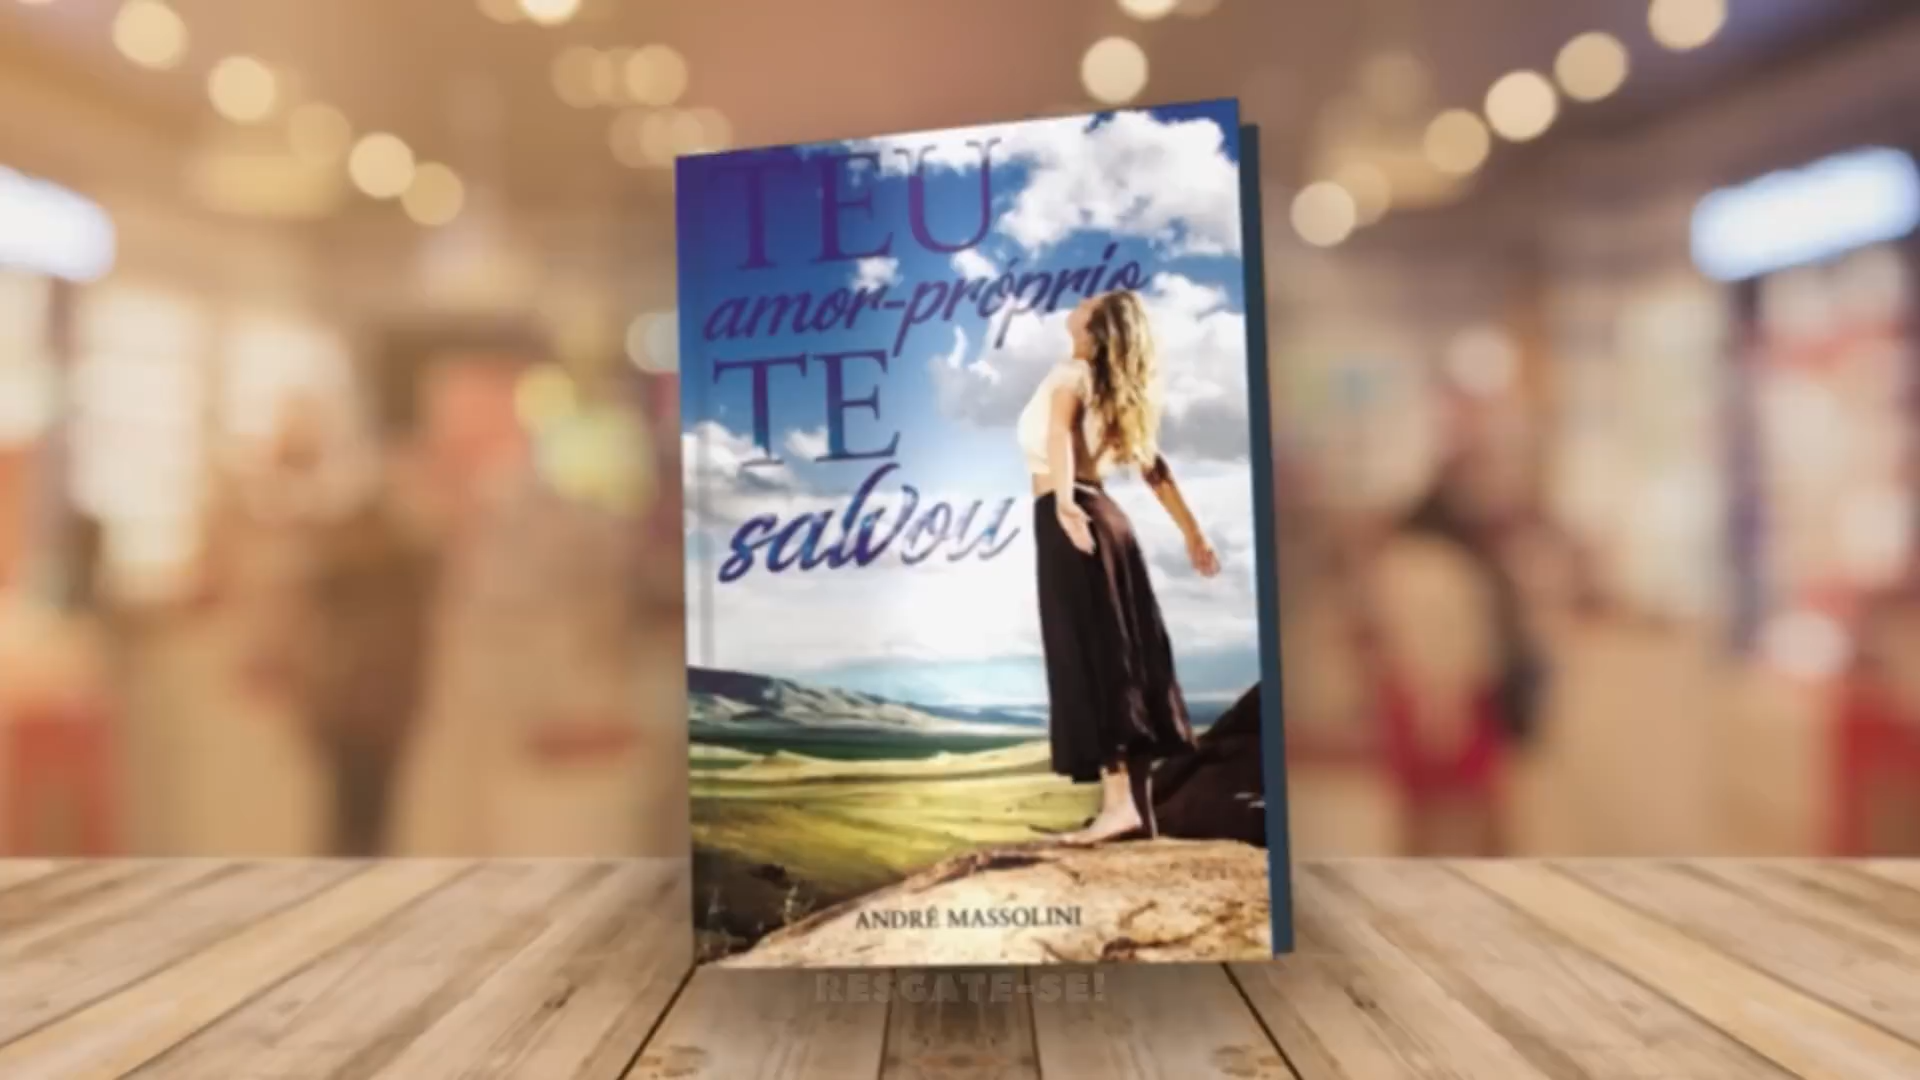 TEU
amor-próprio
TE
salvou
ANDRÉ MASSOLINI
RESGATE-SE!